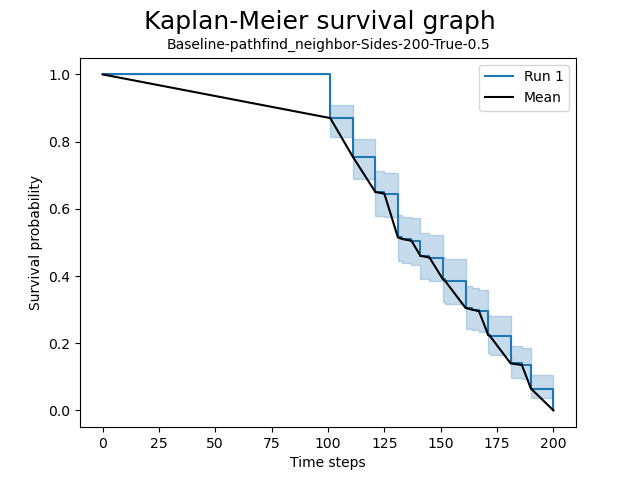 Kaplan-Meier survival graph
Baseline-pathfind_neighbor-Sides-200-True-0.5
Run 1
Mean
1.0
0.8
0.6
0.4
0.2
0.0
Survival probability
0
25
50
75
100
125
150
175
200
Time steps